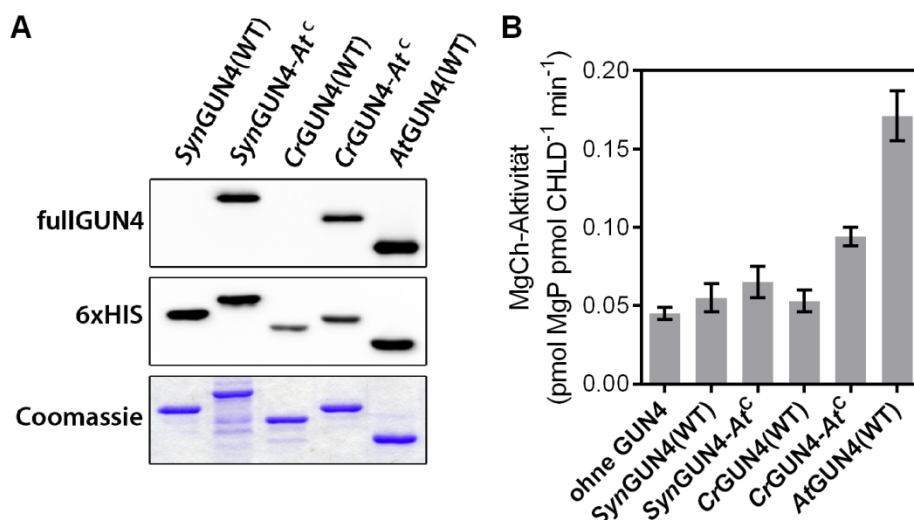 A
SynGUN4(WT)
SynGUN4-At C
CrGUN4(WT)
CrGUN4-At C
AtGUN4(WT)
fullGUN4
6xHIS
Coomassie
B
MgCh-Aktivität
(pmol MgP pmol CHLD⁻¹ min⁻¹)
0.20
0.15
0.10
0.05
0.00
ohne GUN4
SynGUN4(WT)
SynGUN4-Atᶜ
CrGUN4(WT)
CrGUN4-Atᶜ
AtGUN4(WT)